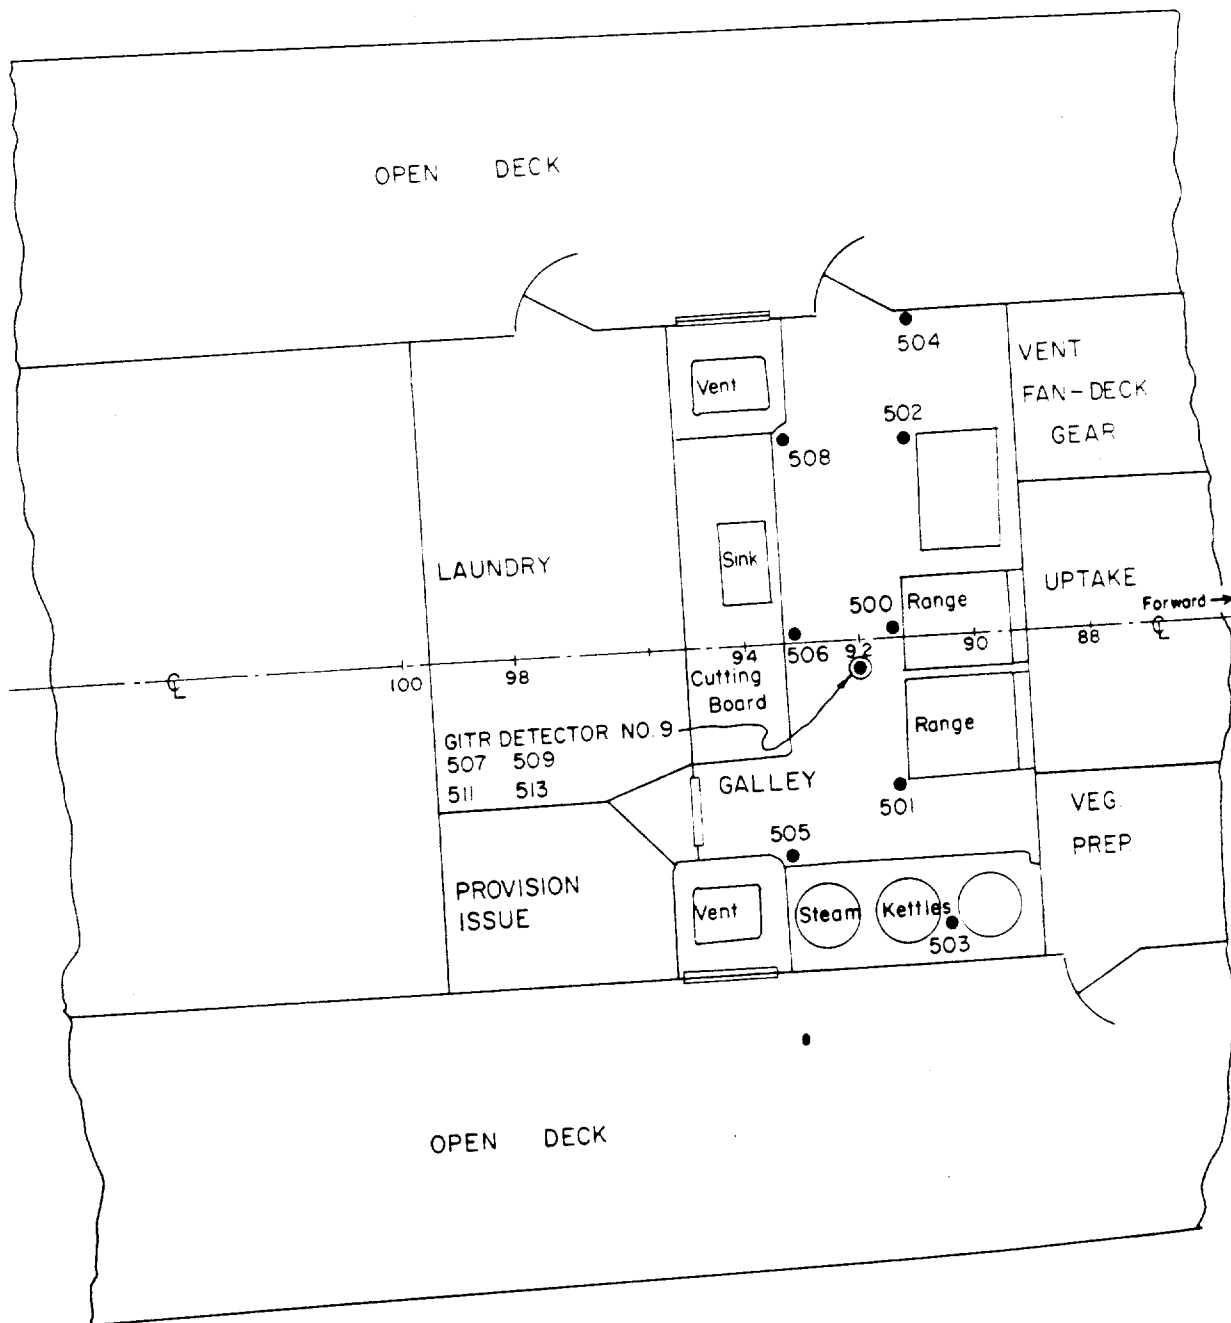 OPEN DECK
504
VENT
FAN-DECK
GEAR
Vent
502
508
LAUNDRY
Sink
500
Range
UPTAKE
Forward →
100
98
94
506
92
90
88
℄
℄
Cutting
Board
Range
GITR DETECTOR NO. 9
507 509
511 513
GALLEY
501
VEG.
PREP.
505
PROVISION
ISSUE
Vent
Steam
Kettles
503
OPEN DECK